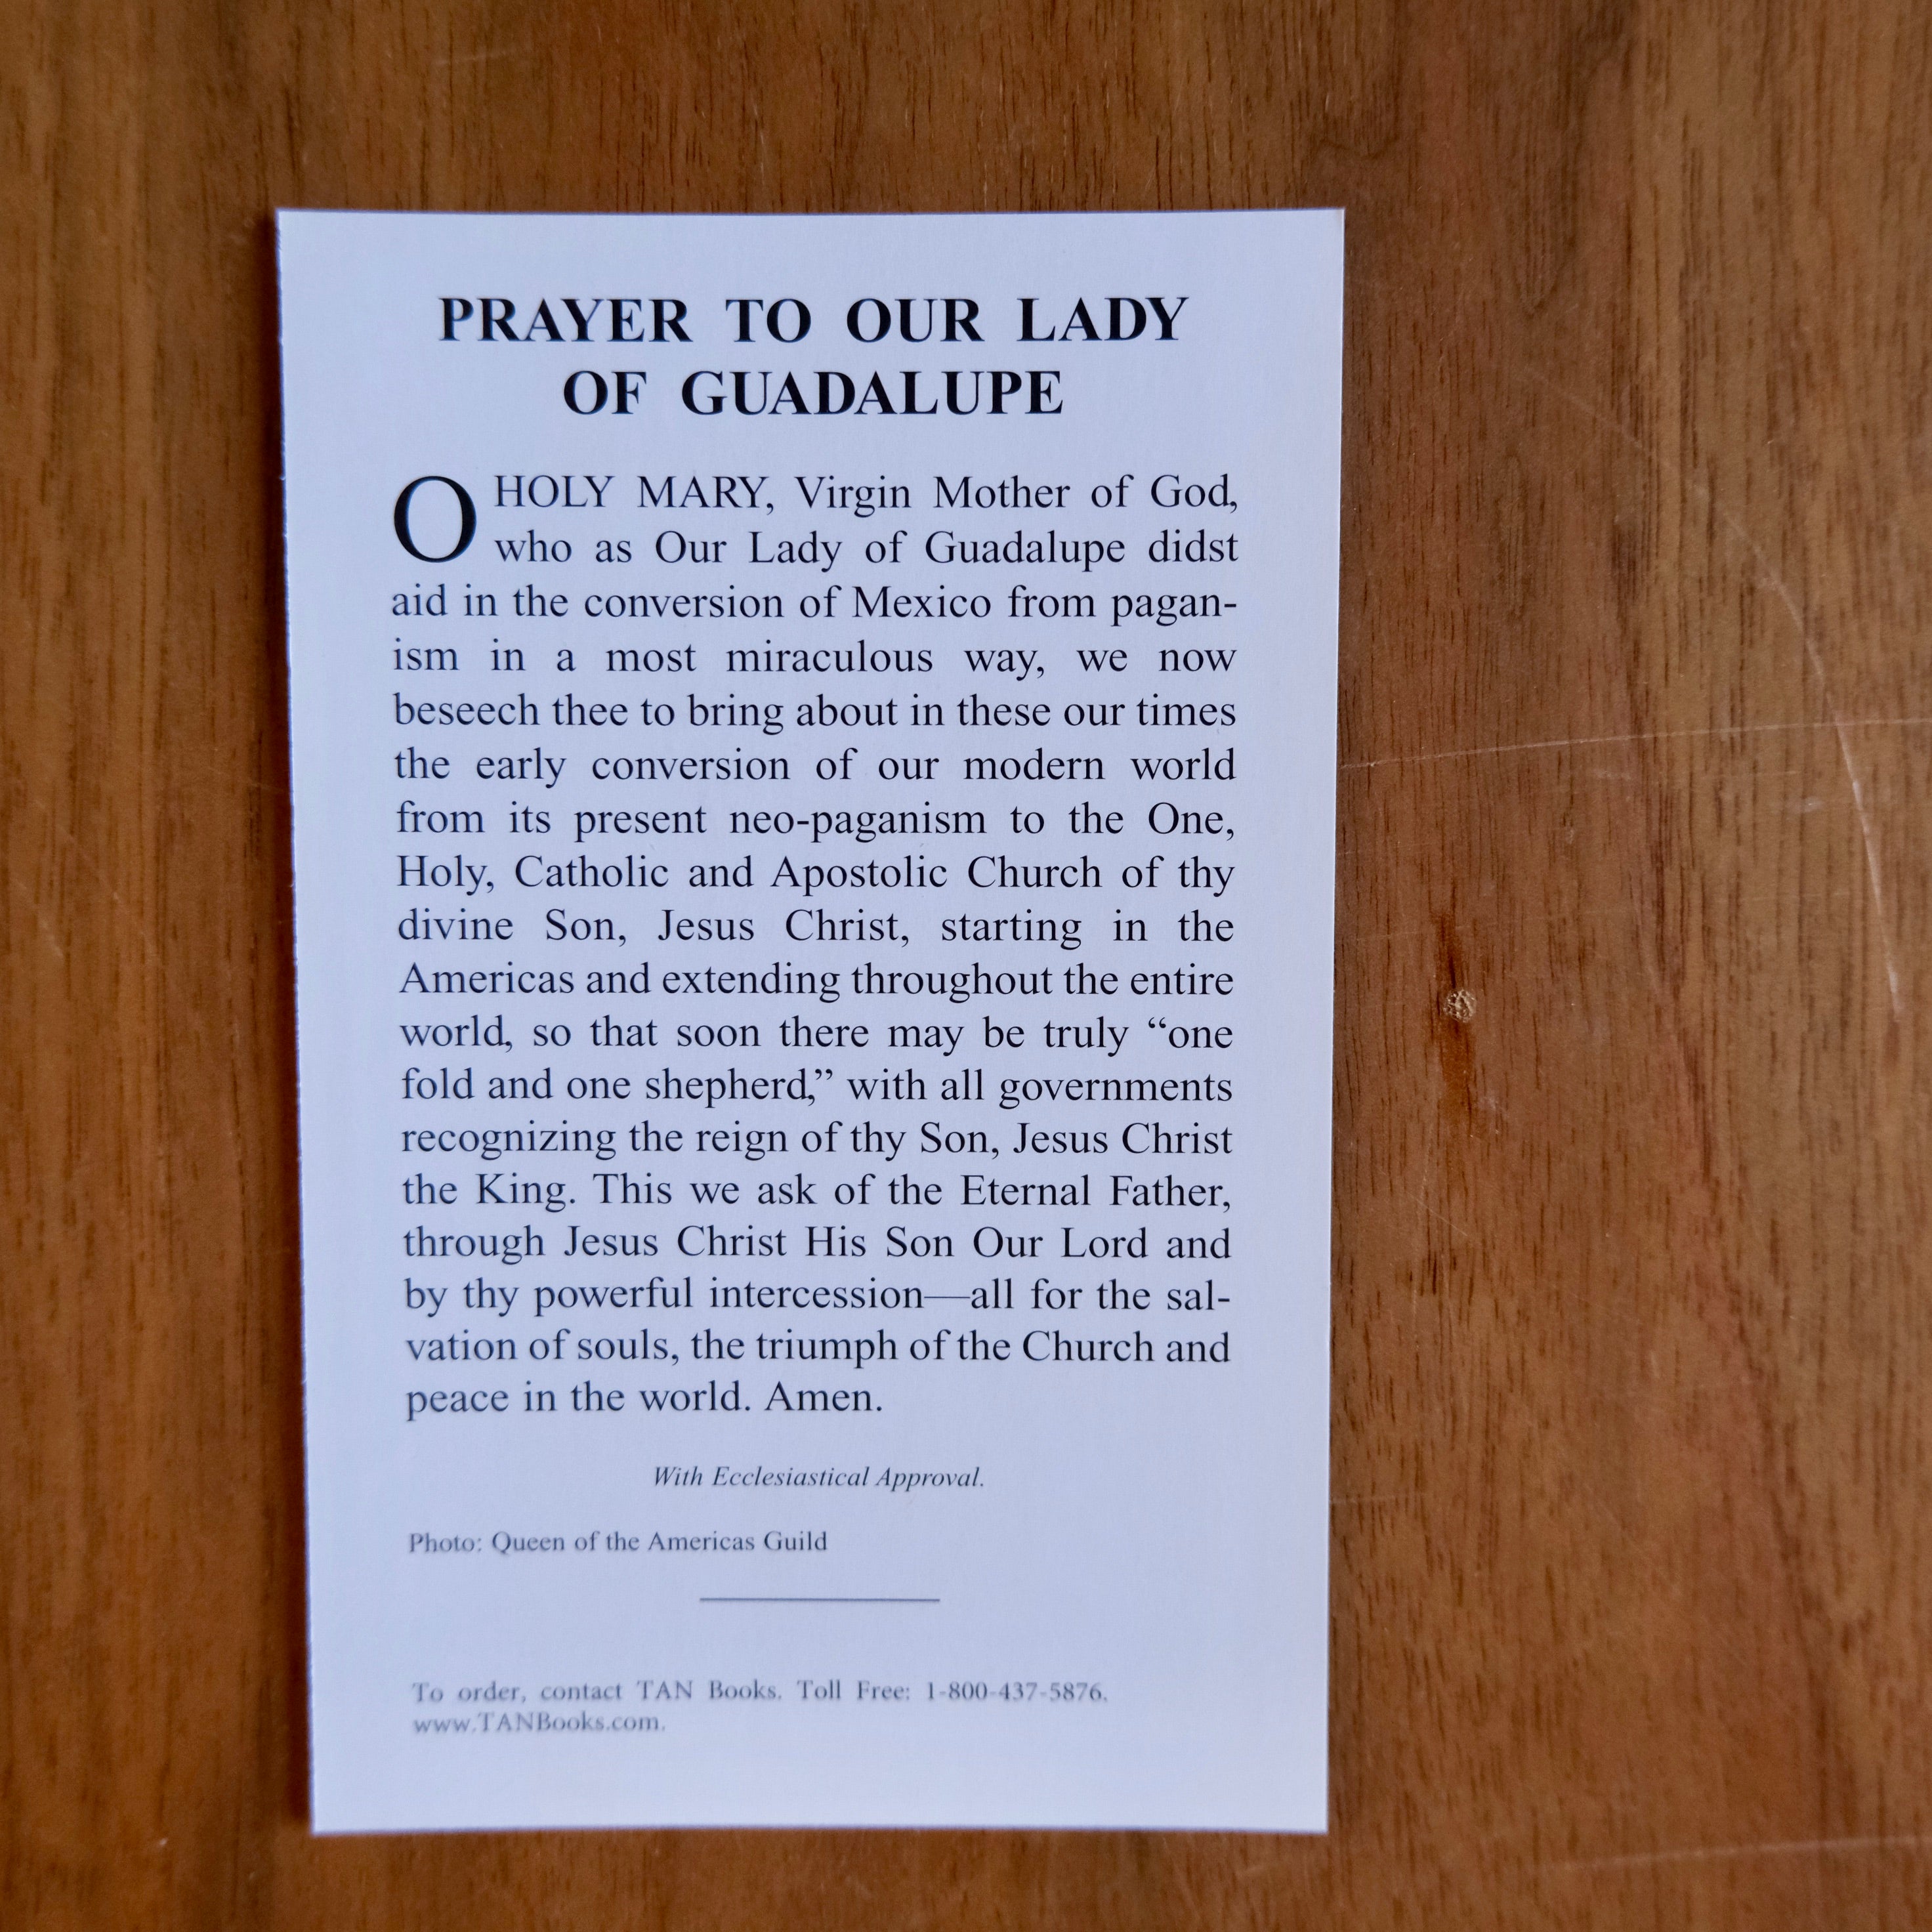 PRAYER TO OUR LADY
OF GUADALUPE
O HOLY MARY, Virgin Mother of God,
who as Our Lady of Guadalupe didst
aid in the conversion of Mexico from pagan-
ism in a most miraculous way, we now
beseech thee to bring about in these our times
the early conversion of our modern world
from its present neo-paganism to the One,
Holy, Catholic and Apostolic Church of thy
divine Son, Jesus Christ, starting in the
Americas and extending throughout the entire
world, so that soon there may be truly “one
fold and one shepherd,” with all governments
recognizing the reign of thy Son, Jesus Christ
the King. This we ask of the Eternal Father,
through Jesus Christ His Son Our Lord and
by thy powerful intercession—all for the sal-
vation of souls, the triumph of the Church and
peace in the world. Amen.
With Ecclesiastical Approval.
Photo: Queen of the Americas Guild
To order, contact TAN Books. Toll Free: 1-800-437-5876.
www.TANBooks.com.